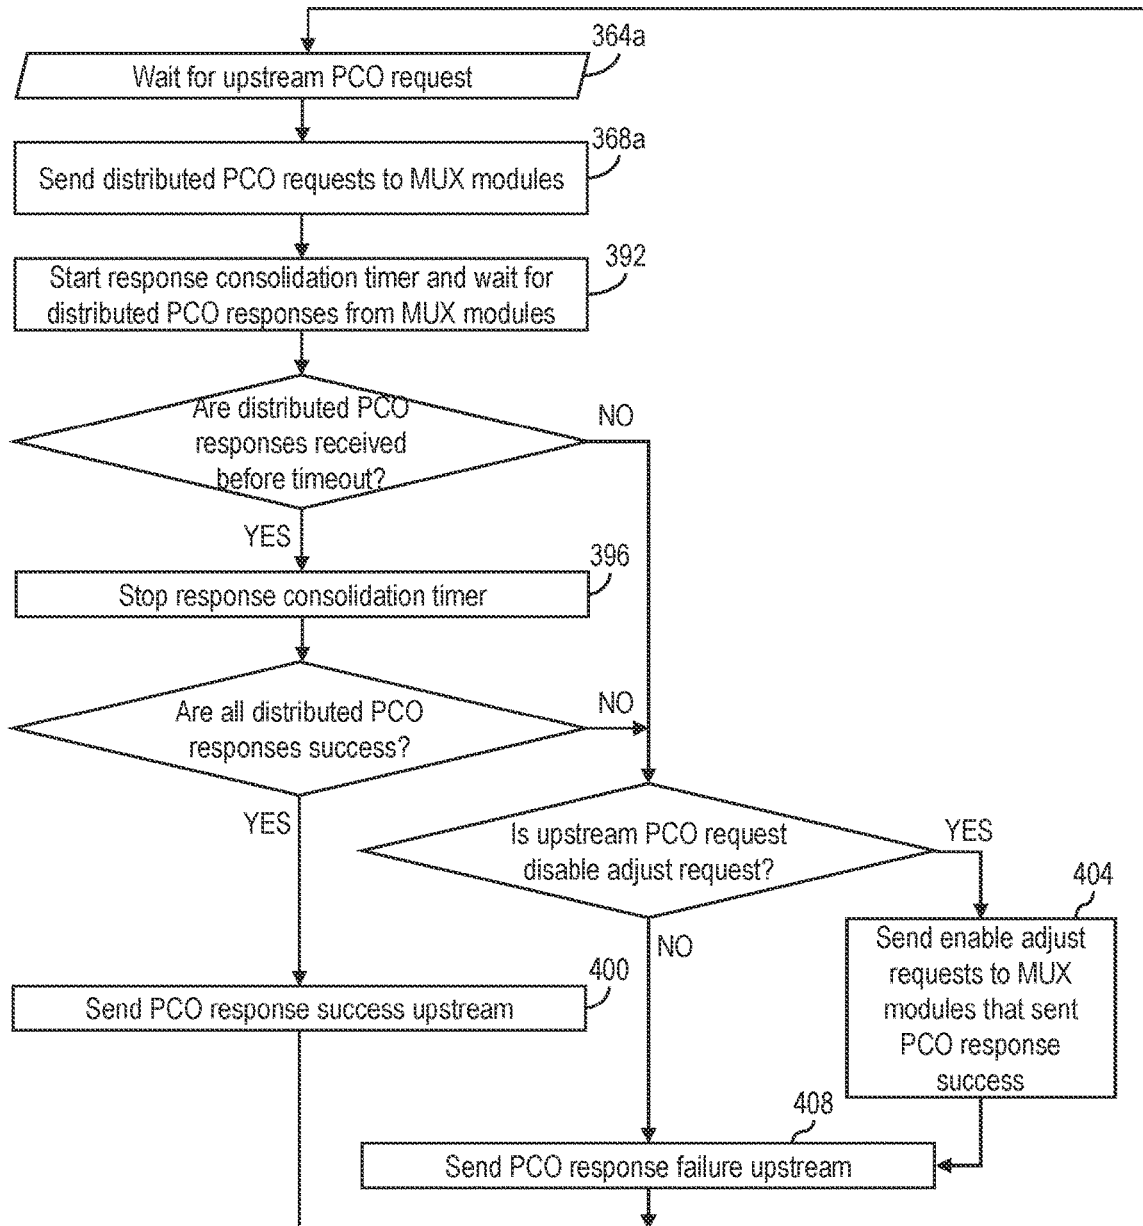 364a
Wait for upstream PCO request
368a
Send distributed PCO requests to MUX modules
392
Start response consolidation timer and wait for
distributed PCO responses from MUX modules
Are distributed PCO
responses received
before timeout?
NO
YES
396
Stop response consolidation timer
Are all distributed PCO
responses success?
NO
YES
Is upstream PCO request
disable adjust request?
YES
NO
404
Send enable adjust
requests to MUX
modules that sent
PCO response
success
400
Send PCO response success upstream
408
Send PCO response failure upstream